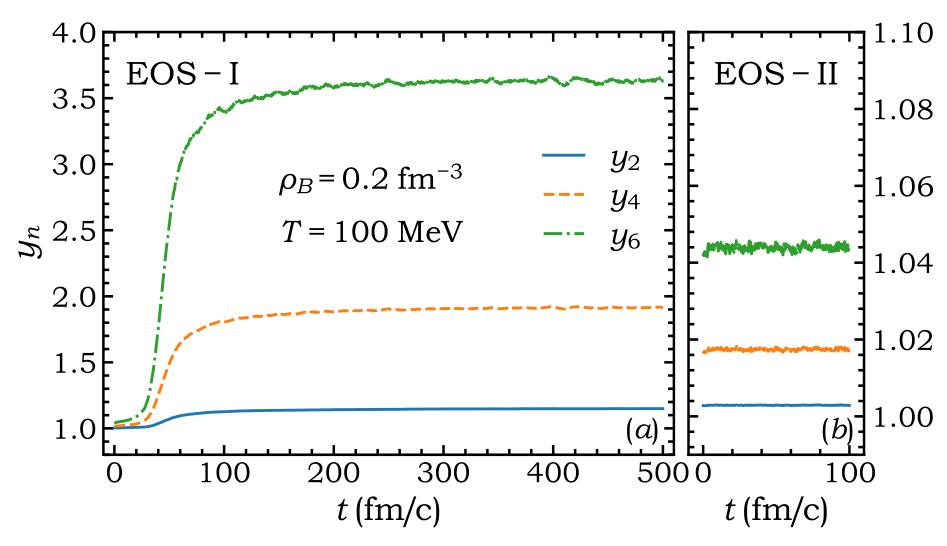 EOS – I
ρB = 0.2 fm⁻³
T = 100 MeV
y2
y4
y6
(a)
yn
4.0
3.5
3.0
2.5
2.0
1.5
1.0
0 100 200 300 400 500
t (fm/c)
EOS – II
(b)
1.10
1.08
1.06
1.04
1.02
1.00
0 100
t (fm/c)